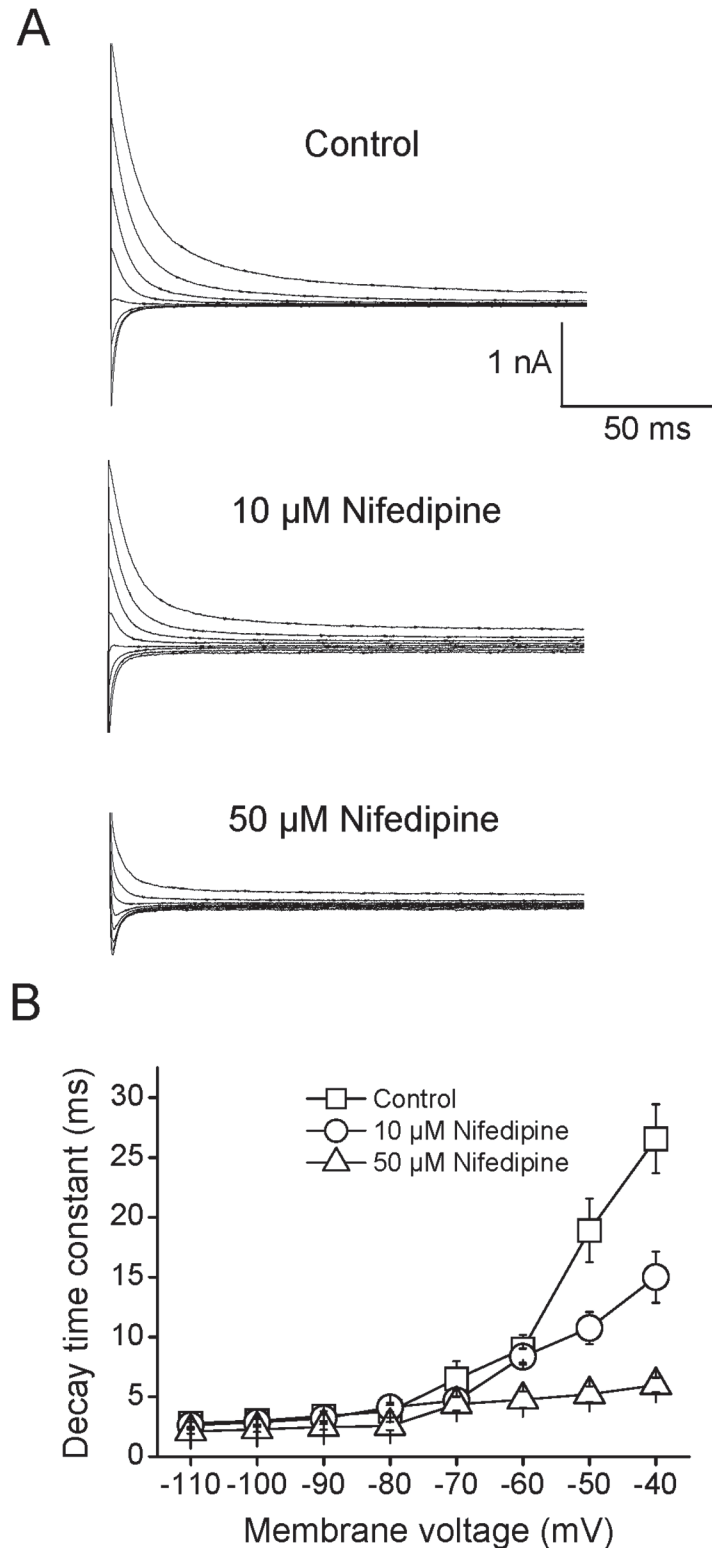 A
Control
1 nA
50 ms
10 µM Nifedipine
50 µM Nifedipine
B
Decay time constant (ms)
30
25
20
15
10
5
0
Control
10 µM Nifedipine
50 µM Nifedipine
-110 -100 -90 -80 -70 -60 -50 -40
Membrane voltage (mV)